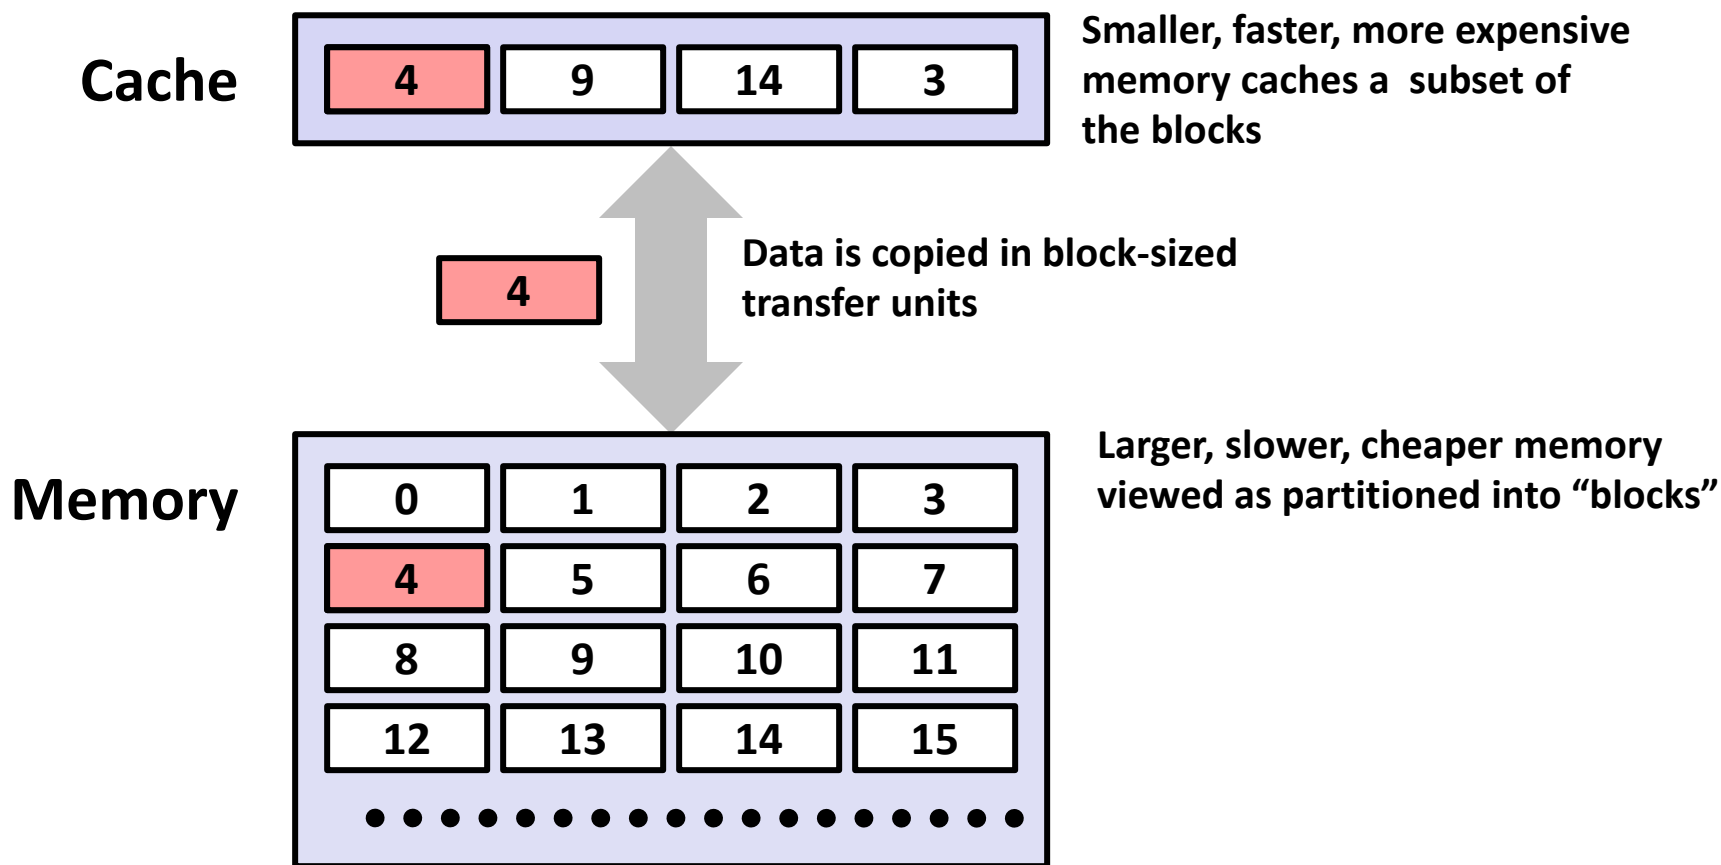 Cache
4 9 14 3
Smaller, faster, more expensive
memory caches a subset of
the blocks
4
Data is copied in block-sized
transfer units
Memory
0 1 2 3
4 5 6 7
8 9 10 11
12 13 14 15
Larger, slower, cheaper memory
viewed as partitioned into “blocks”